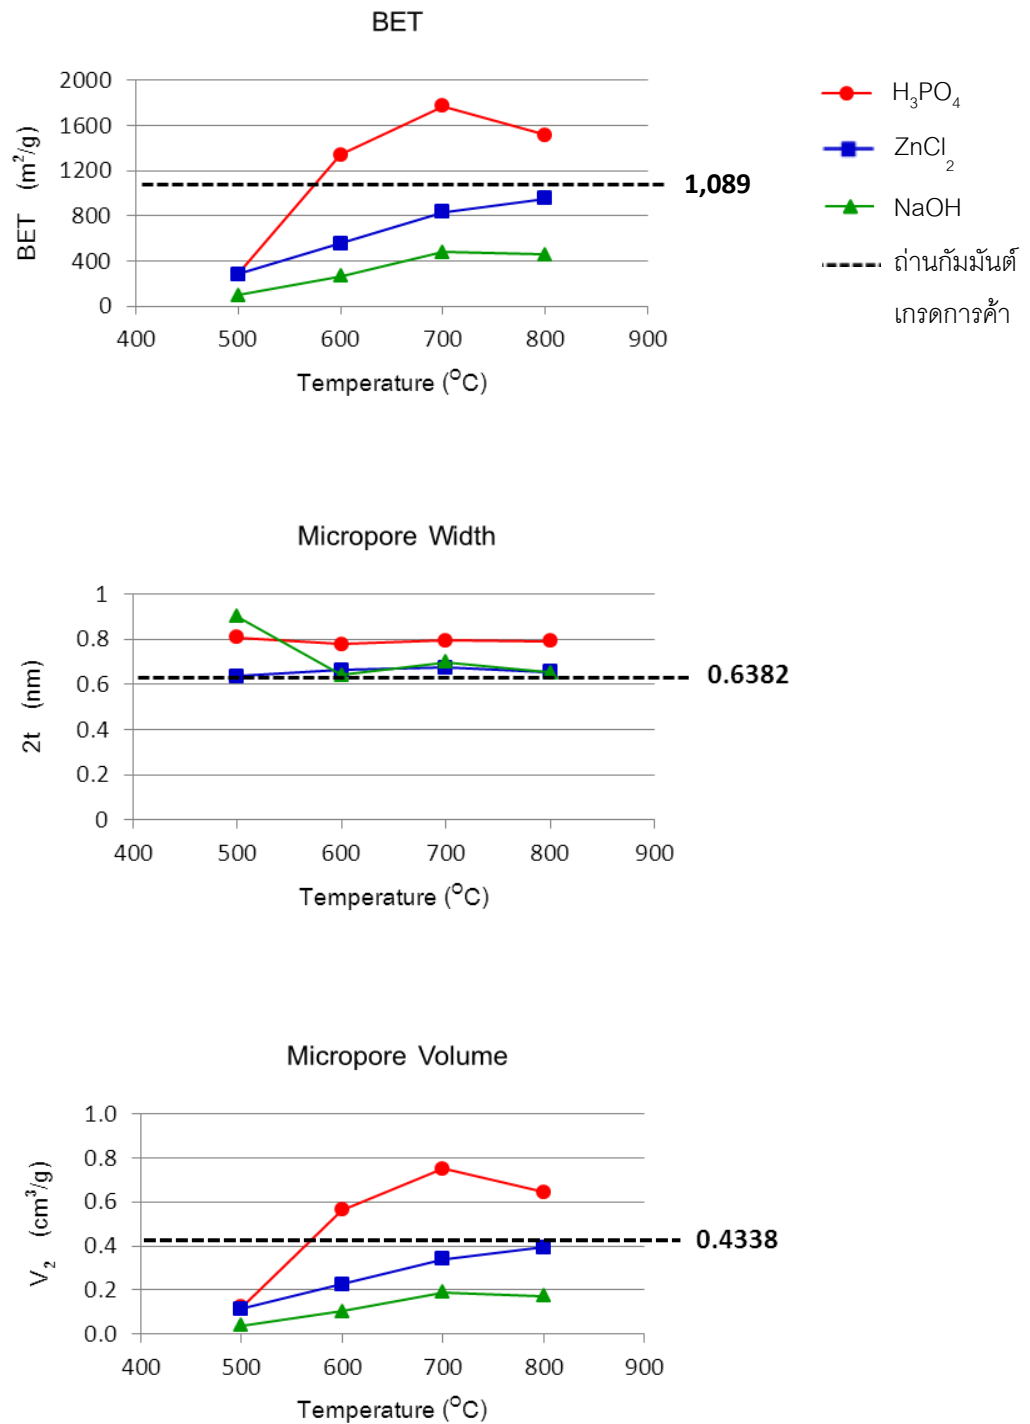 BET
2000
1600
1200
800
400
0
BET (m²/g)
1,089
400 500 600 700 800 900
Temperature (°C)
H₃PO₄
ZnCl₂
NaOH
ถ่านกัมมันต์
เกรดการค้า
Micropore Width
1
0.8
0.6
0.4
0.2
0
2t (nm)
0.6382
400 500 600 700 800 900
Temperature (°C)
Micropore Volume
1.0
0.8
0.6
0.4
0.2
0.0
V₂ (cm³/g)
0.4338
400 500 600 700 800 900
Temperature (°C)